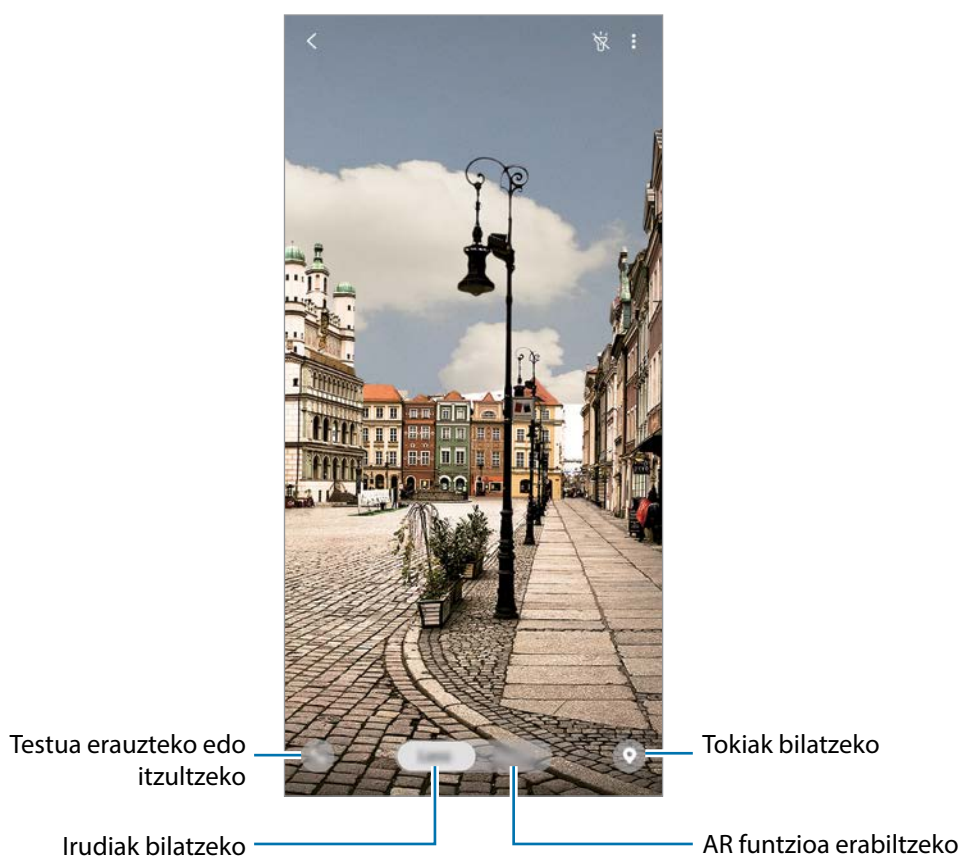 Testua erauzteko edo
itzultzeko
Tokiak bilatzeko
Irudiak bilatzeko
AR funtzioa erabiltzeko